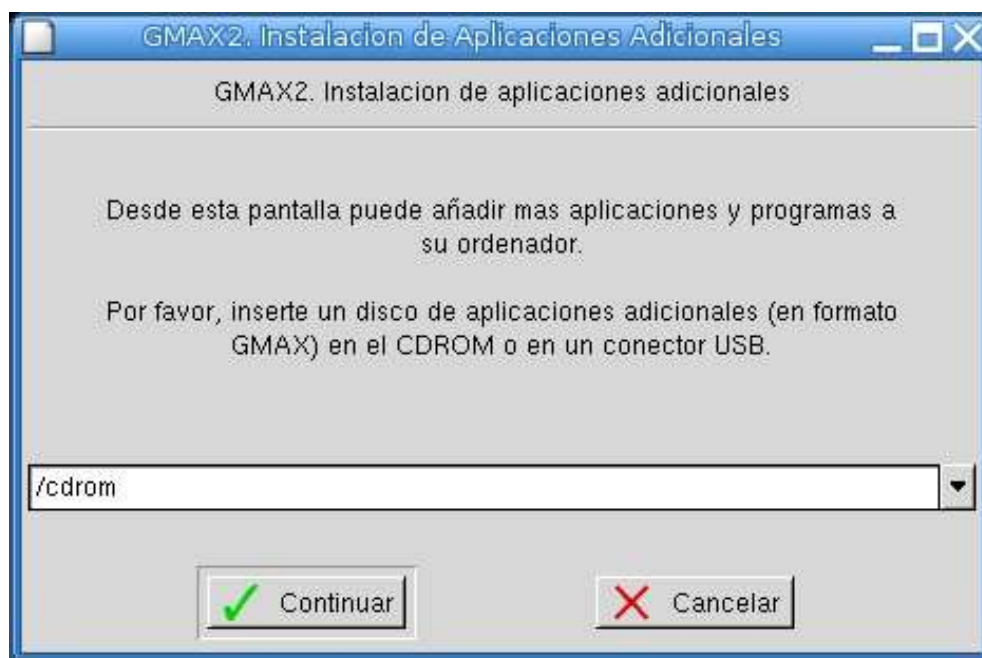 GMAX2. Instalacion de Aplicaciones Adicionales
GMAX2. Instalacion de aplicaciones adicionales
Desde esta pantalla puede añadir mas aplicaciones y programas a
su ordenador.
Por favor, inserte un disco de aplicaciones adicionales (en formato
GMAX) en el CDROM o en un conector USB.
/cdrom
Continuar
Cancelar